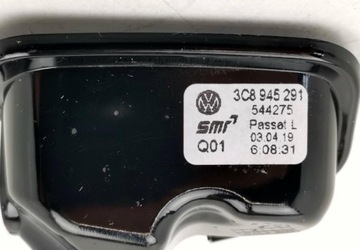 3C8 945 291
544275
smr Passat L
03.04.19
Q01 6:08:31